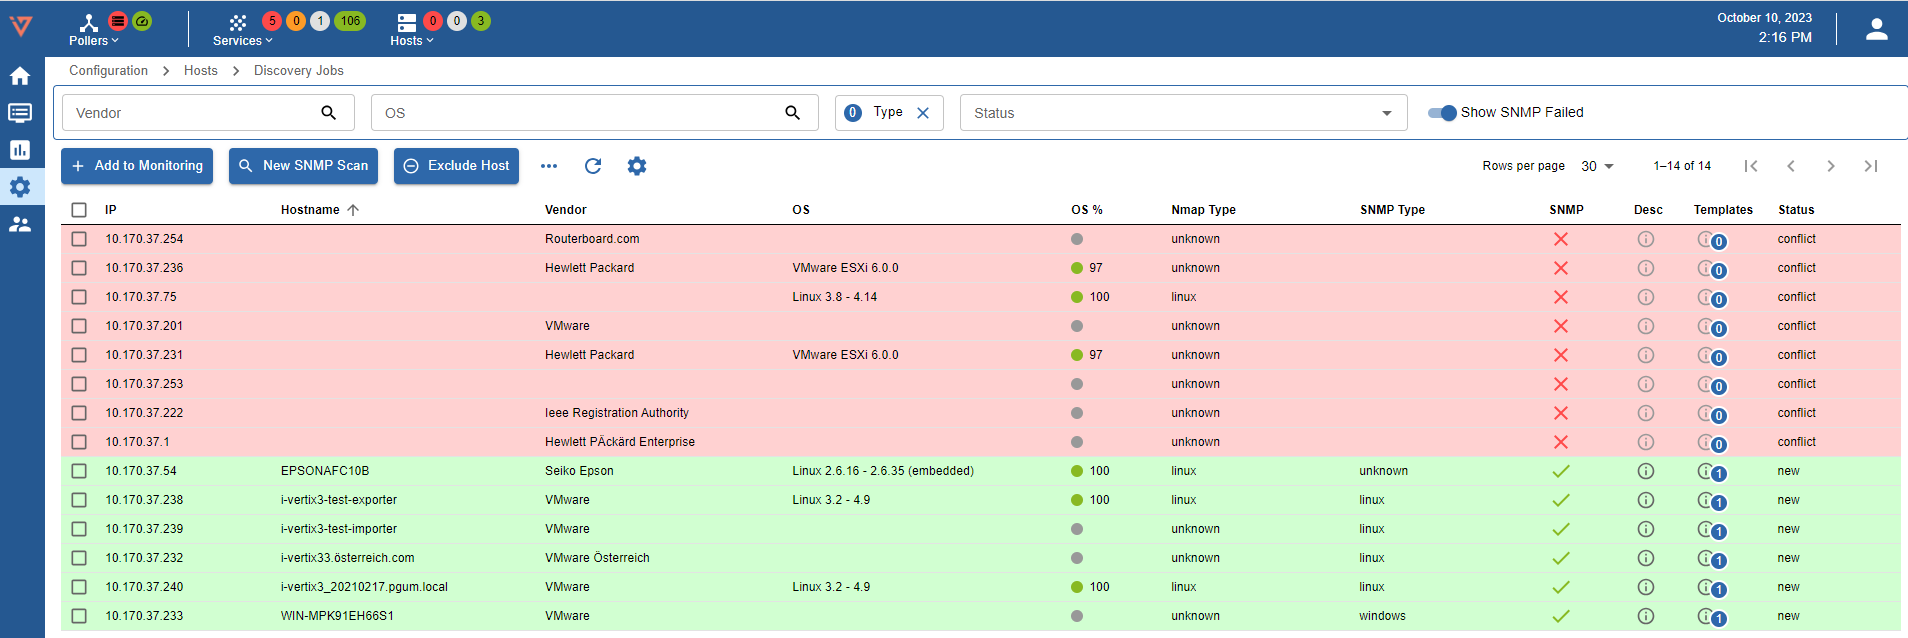 Pollers
Services 5 0 1 106
Hosts 0 0 3
October 10, 2023
2:16 PM
Configuration > Hosts > Discovery Jobs
Vendor OS 0 Type Status Show SNMP Failed
+ Add to Monitoring New SNMP Scan Exclude Host ... Rows per page 30 1–14 of 14
IP Hostname Vendor OS OS % Nmap Type SNMP Type SNMP Desc Templates Status
10.170.37.254 Routerboard.com unknown 0 conflict
10.170.37.236 Hewlett Packard VMware ESXi 6.0.0 97 unknown 0 conflict
10.170.37.75 Linux 3.8 - 4.14 100 linux 0 conflict
10.170.37.201 VMware unknown 0 conflict
10.170.37.231 Hewlett Packard VMware ESXi 6.0.0 97 unknown 0 conflict
10.170.37.253 unknown 0 conflict
10.170.37.222 Ieee Registration Authority unknown 0 conflict
10.170.37.1 Hewlett PÄckärd Enterprise unknown 0 conflict
10.170.37.54 EPSONAFC10B Seiko Epson Linux 2.6.16 - 2.6.35 (embedded) 100 linux unknown 1 new
10.170.37.238 i-vertix3-test-exporter VMware Linux 3.2 - 4.9 100 linux linux 1 new
10.170.37.239 i-vertix3-test-importer VMware unknown linux 1 new
10.170.37.232 i-vertix33.österreich.com VMware Österreich unknown linux 1 new
10.170.37.240 i-vertix3_20210217.pgum.local VMware Linux 3.2 - 4.9 100 linux linux 1 new
10.170.37.233 WIN-MPK91EH66S1 VMware unknown windows 1 new